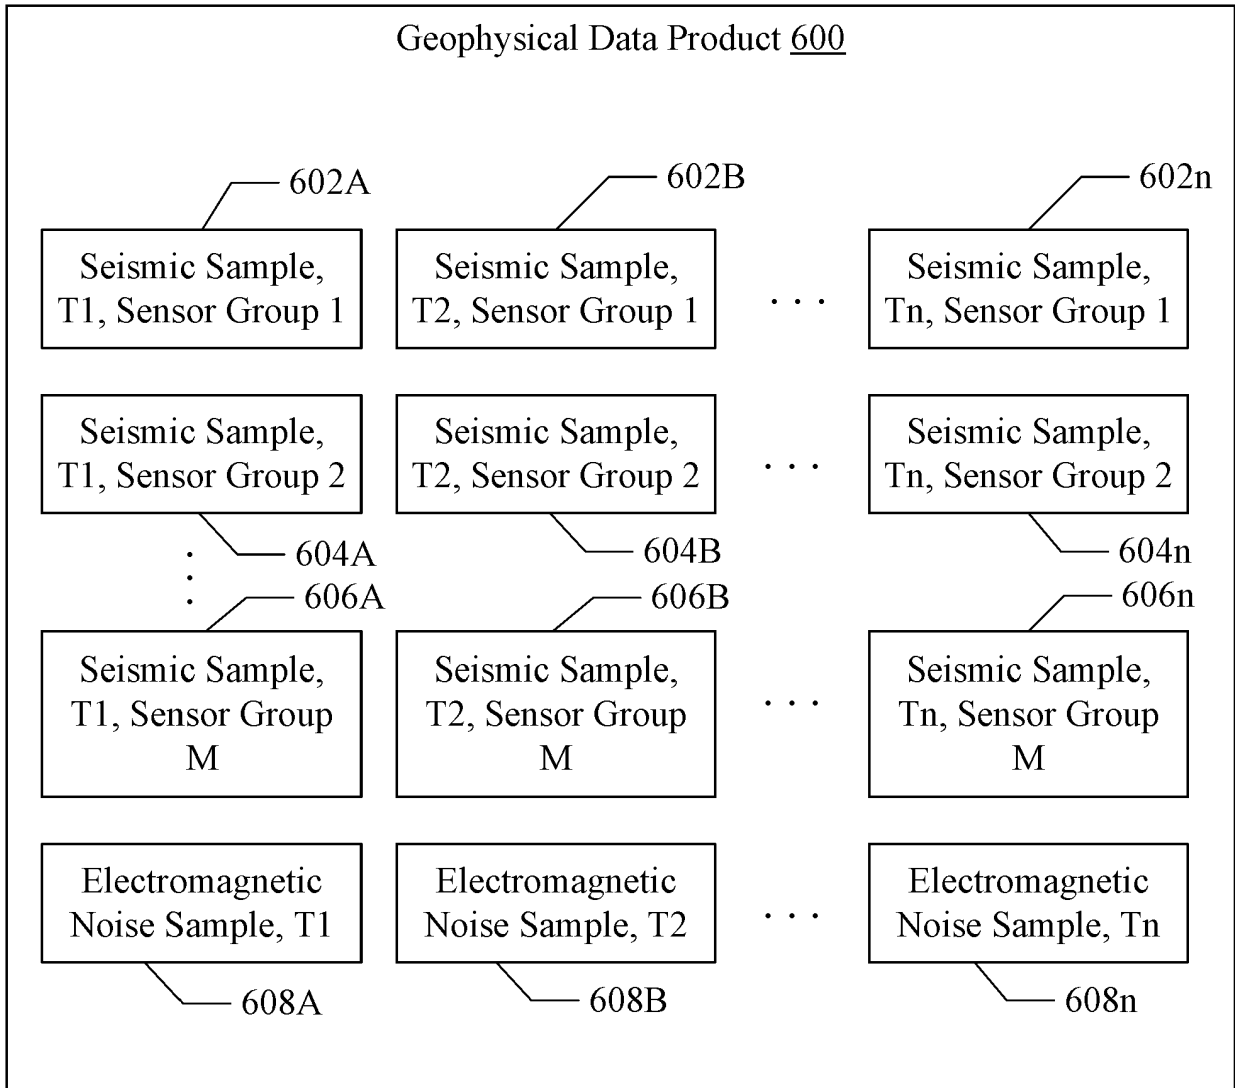 Geophysical Data Product 600
602A
602B
602n
Seismic Sample,
T1, Sensor Group 1
Seismic Sample,
T2, Sensor Group 1
. . .
Seismic Sample,
Tn, Sensor Group 1
Seismic Sample,
T1, Sensor Group 2
Seismic Sample,
T2, Sensor Group 2
. . .
Seismic Sample,
Tn, Sensor Group 2
604A
604B
604n
.
.
.
606A
606B
606n
Seismic Sample,
T1, Sensor Group
M
Seismic Sample,
T2, Sensor Group
M
. . .
Seismic Sample,
Tn, Sensor Group
M
Electromagnetic
Noise Sample, T1
Electromagnetic
Noise Sample, T2
. . .
Electromagnetic
Noise Sample, Tn
608A
608B
608n